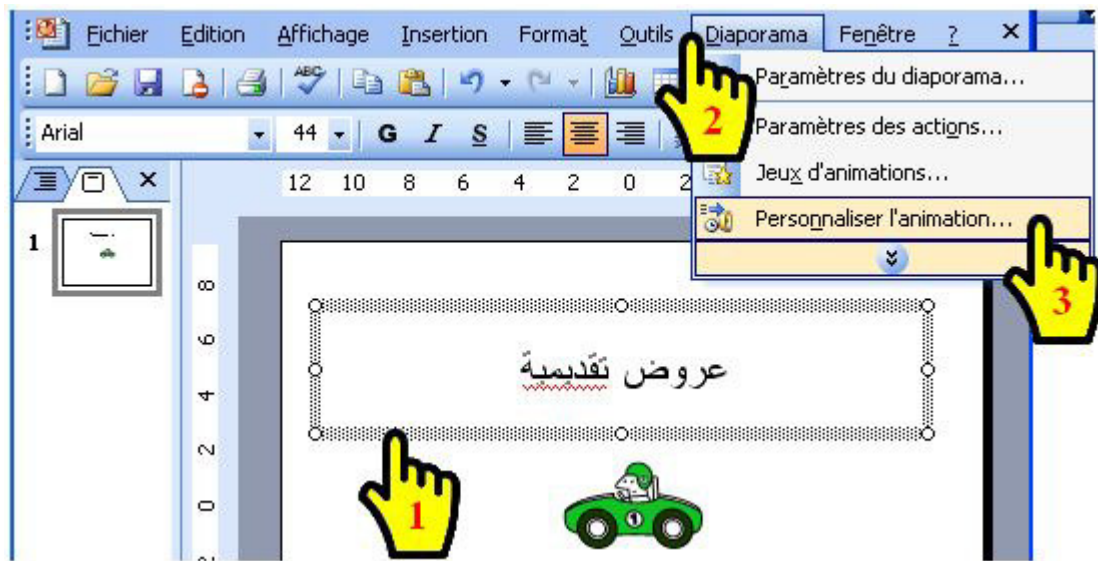 Fichier Edition Affichage Insertion Format Outils Diaporama Fenêtre ? ×
Paramètres du diaporama...
Arial 44 G I S
2
Paramètres des actions...
Jeux d'animations...
12 10 8 6 4 2 0 2
Personnaliser l'animation...
3
1
8
6
4
2
0
عروض تقديمية
1
1